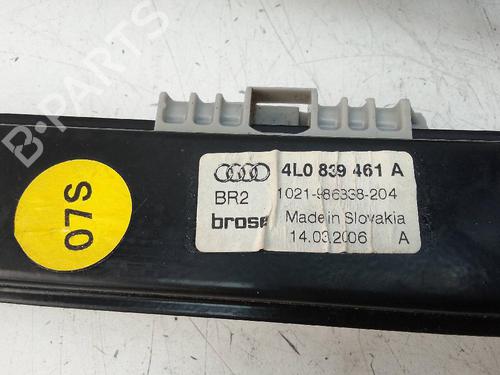 B-PARTS
4L0 839 461 A
BR2
1021-986338-204
brose
Made in Slovakia
14.03.2006 A
07S